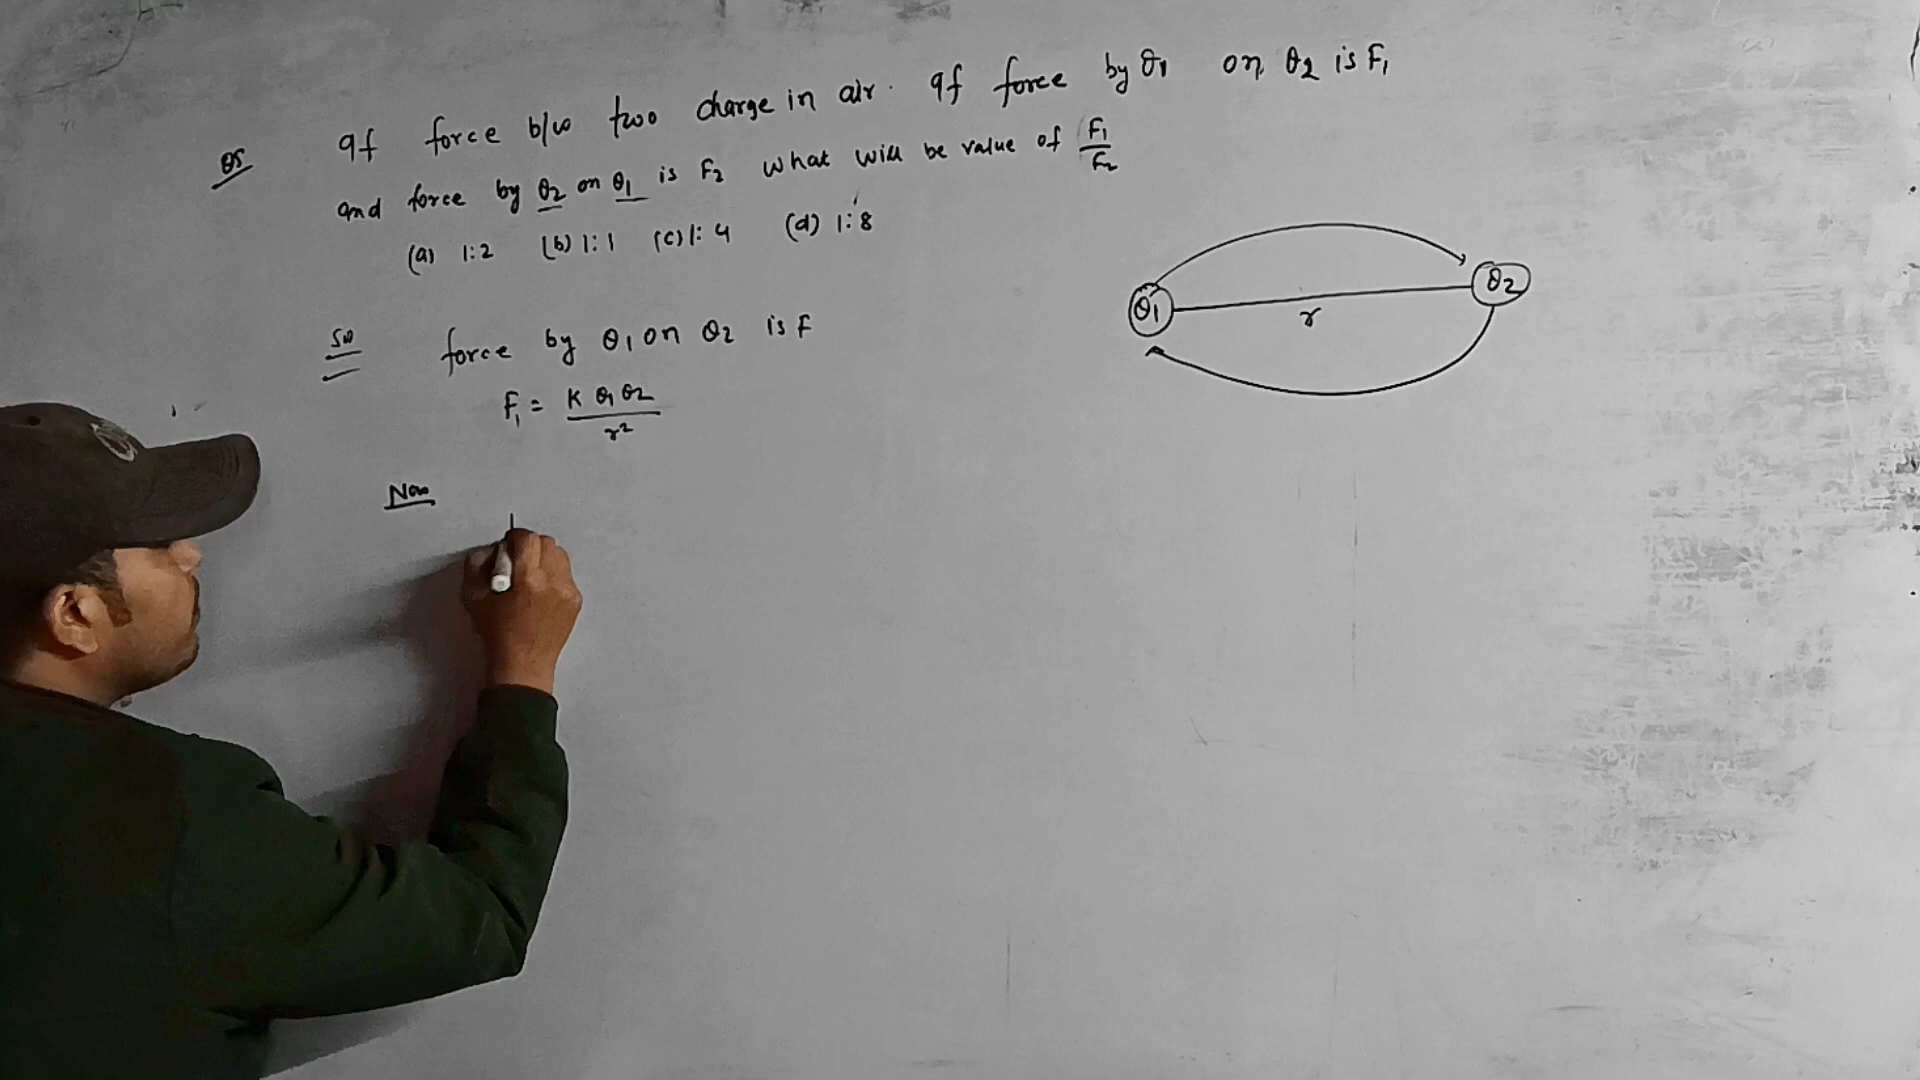 Q5 If force b/w two charge in air. If force by Q1 on Q2 is F1
and force by Q2 on Q1 is F2 what will be value of F1/F2
(a) 1:2 (b) 1:1 (c) 1:4 (d) 1:8
Sol force by Q1 on Q2 is F
F1 = K Q1 Q2 / r²
Now
Q1 r Q2